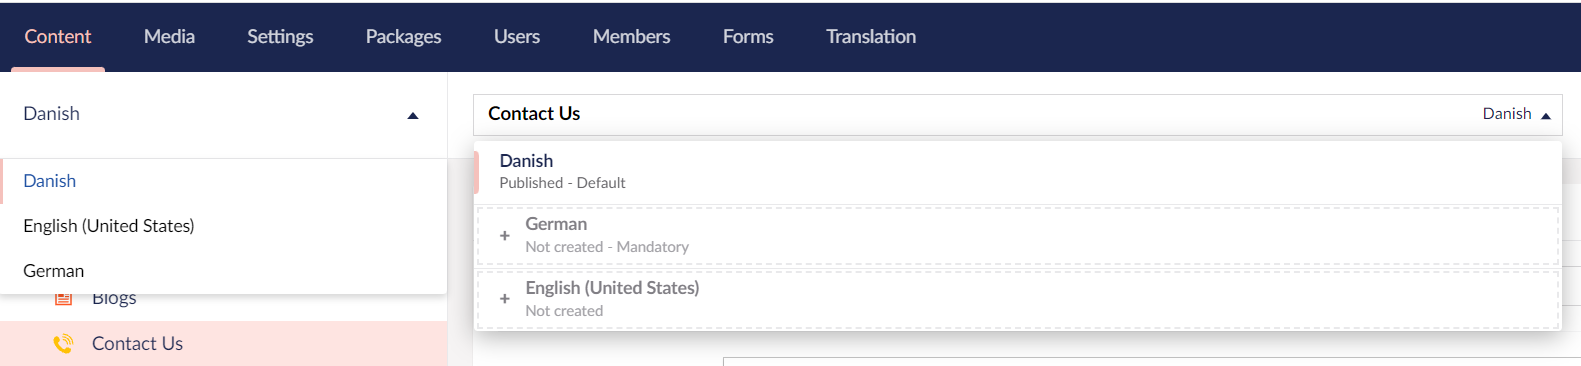 Content Media Settings Packages Users Members Forms Translation
Danish
Danish
English (United States)
German
Blogs
Contact Us
Contact Us Danish
Danish
Published - Default
+ German
Not created - Mandatory
+ English (United States)
Not created